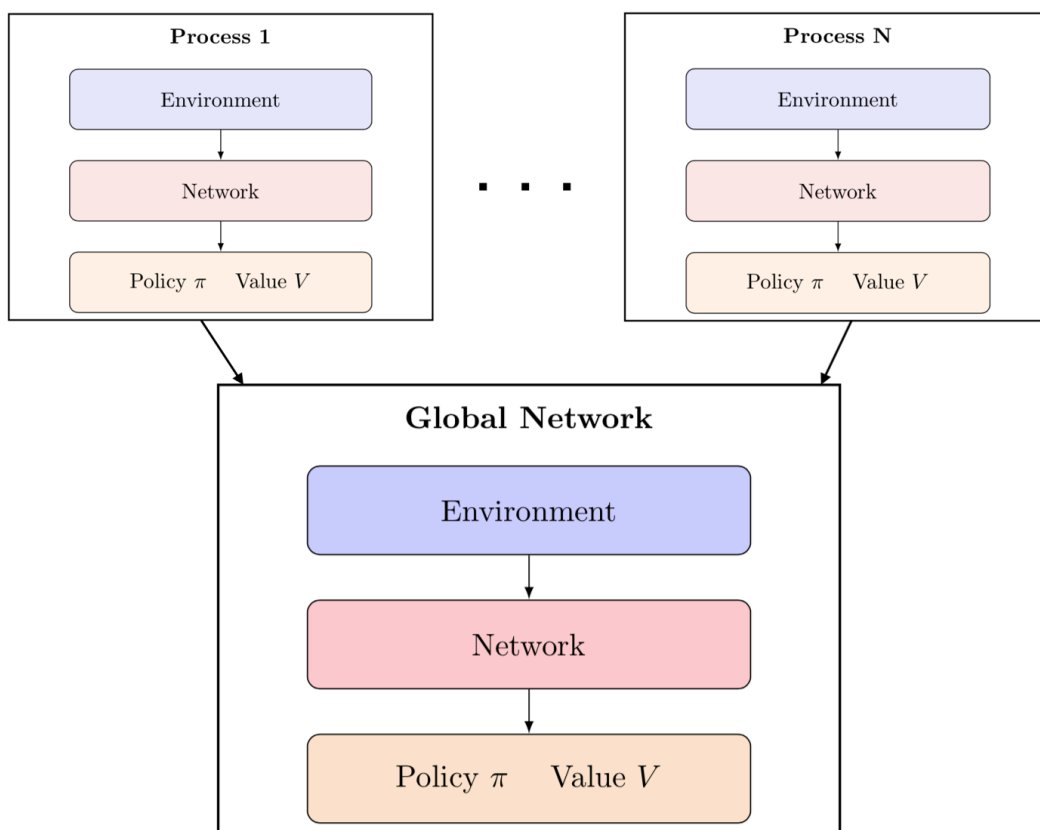 Process 1
Environment
Network
Policy π Value V
. . .
Process N
Environment
Network
Policy π Value V
Global Network
Environment
Network
Policy π Value V